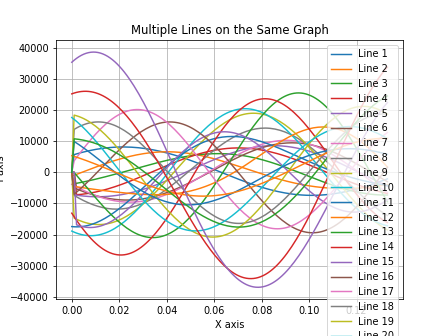 Multiple Lines on the Same Graph
40000
30000
20000
10000
0
−10000
−20000
−30000
−40000
0.00
0.02
0.04
0.06
0.08
0.10
X axis
axis
Line 1
Line 2
Line 3
Line 4
Line 5
Line 6
Line 7
Line 8
Line 9
Line 10
Line 11
Line 12
Line 13
Line 14
Line 15
Line 16
Line 17
Line 18
Line 19
Line 20